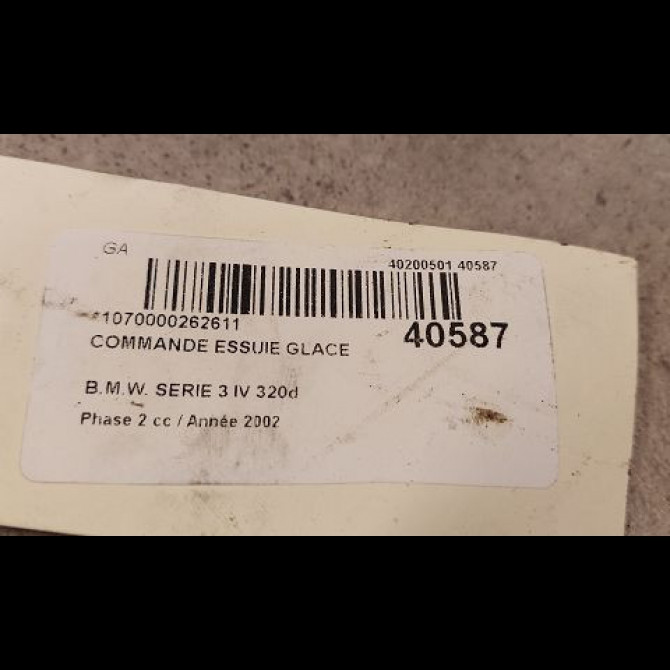 GA
40200501 40587
*1070000262611
40587
COMMANDE ESSUIE GLACE
B.M.W. SERIE 3 IV 320d
Phase 2 cc / Année 2002